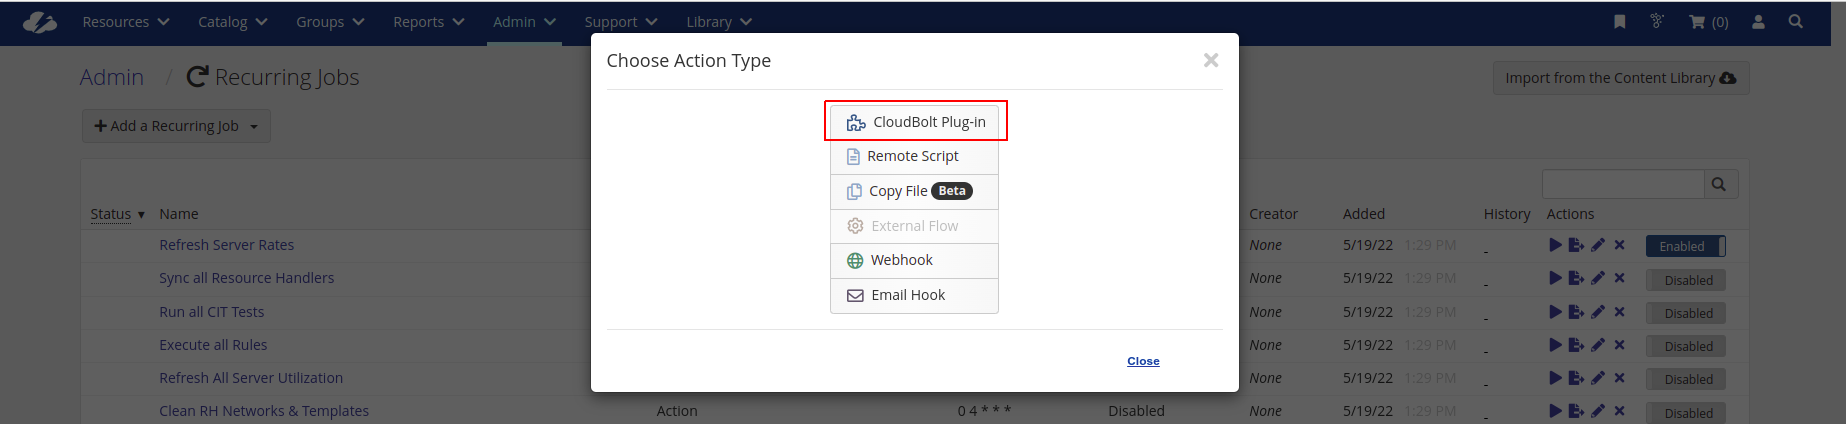 Resources Catalog Groups Reports Admin Support Library (0)
Choose Action Type
Admin / Recurring Jobs
Import from the Content Library
Add a Recurring Job
CloudBolt Plug-in
Remote Script
Copy File Beta
External Flow
Webhook
Email Hook
Close
Status Name Creator Added History Actions
Refresh Server Rates None 5/19/22 1:29 PM - Enabled
Sync all Resource Handlers None 5/19/22 1:29 PM - Disabled
Run all CIT Tests None 5/19/22 1:29 PM - Disabled
Execute all Rules None 5/19/22 1:29 PM - Disabled
Refresh All Server Utilization None 5/19/22 1:29 PM - Disabled
Clean RH Networks & Templates Action 0 4 * * * Disabled None 5/19/22 1:29 PM - Disabled